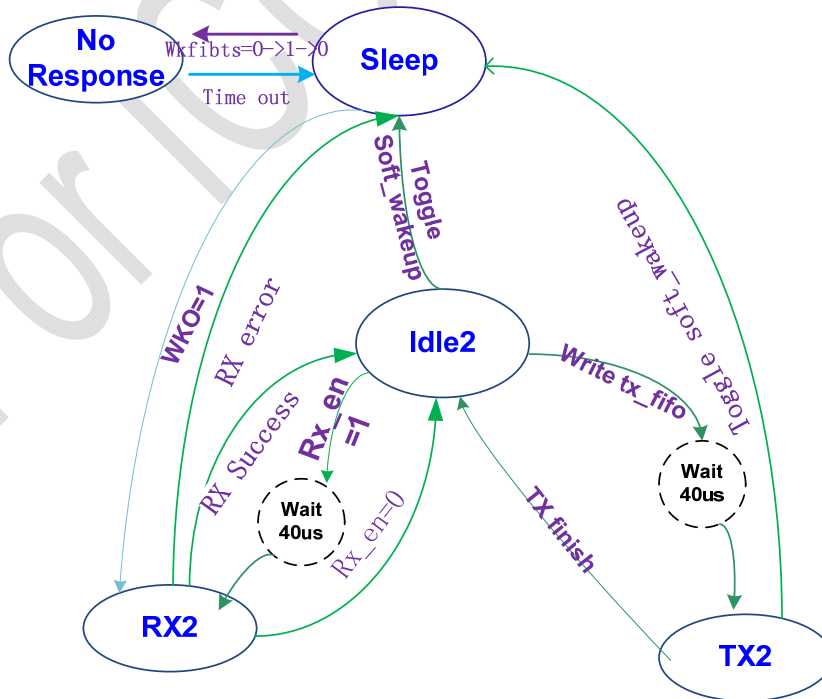 No
Response
Wkfibts=0->1->0
Time out
Sleep
Toggle
Soft_wakeup
Toggle soft_wakeup
WKO=1
RX error
Idle2
Write tx_fifo
RX Success
Rx_en
=1
Wait
40us
Wait
40us
Rx_en=0
TX finish
RX2
TX2